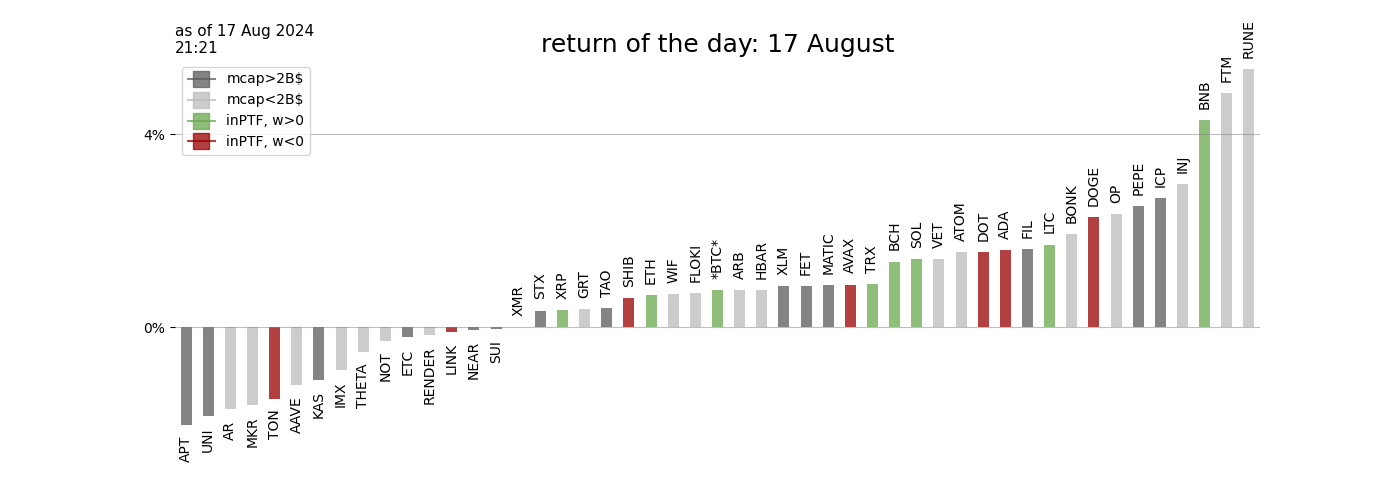 as of 17 Aug 2024
21:21
return of the day: 17 August
mcap>2B$
mcap<2B$
inPTF, w>0
inPTF, w<0
4%
0%
APT
UNI
AR
MKR
TON
AAVE
KAS
IMX
THETA
NOT
ETC
RENDER
LINK
NEAR
SUI
XMR
STX
XRP
GRT
TAO
SHIB
ETH
WIF
FLOKI
*BTC*
ARB
HBAR
XLM
FET
MATIC
AVAX
TRX
BCH
SOL
VET
ATOM
DOT
ADA
FIL
LTC
BONK
DOGE
OP
PEPE
ICP
INJ
BNB
FTM
RUNE